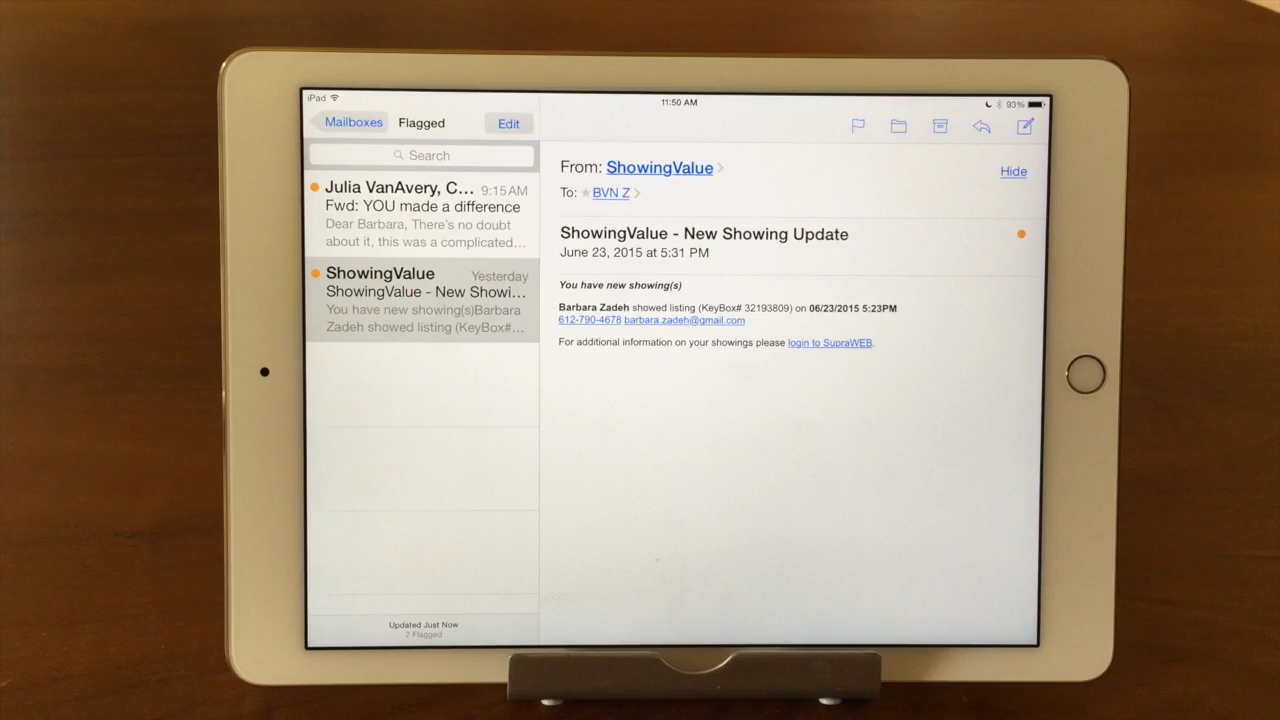 iPad
11:50 AM
93%
Mailboxes
Flagged
Edit
Search
Julia VanAvery, C... 9:15 AM
Fwd: YOU made a difference
Dear Barbara, There's no doubt
about it, this was a complicated...
ShowingValue Yesterday
ShowingValue - New Showi...
You have new showing(s)Barbara
Zadeh showed listing (KeyBox#...
Updated Just Now
2 Flagged
From: ShowingValue
Hide
To: BVN Z
ShowingValue - New Showing Update
June 23, 2015 at 5:31 PM
You have new showing(s)
Barbara Zadeh showed listing (KeyBox# 32193809) on 06/23/2015 5:23PM
612-790-4678 barbara.zadeh@gmail.com
For additional information on your showings please login to SupraWEB.